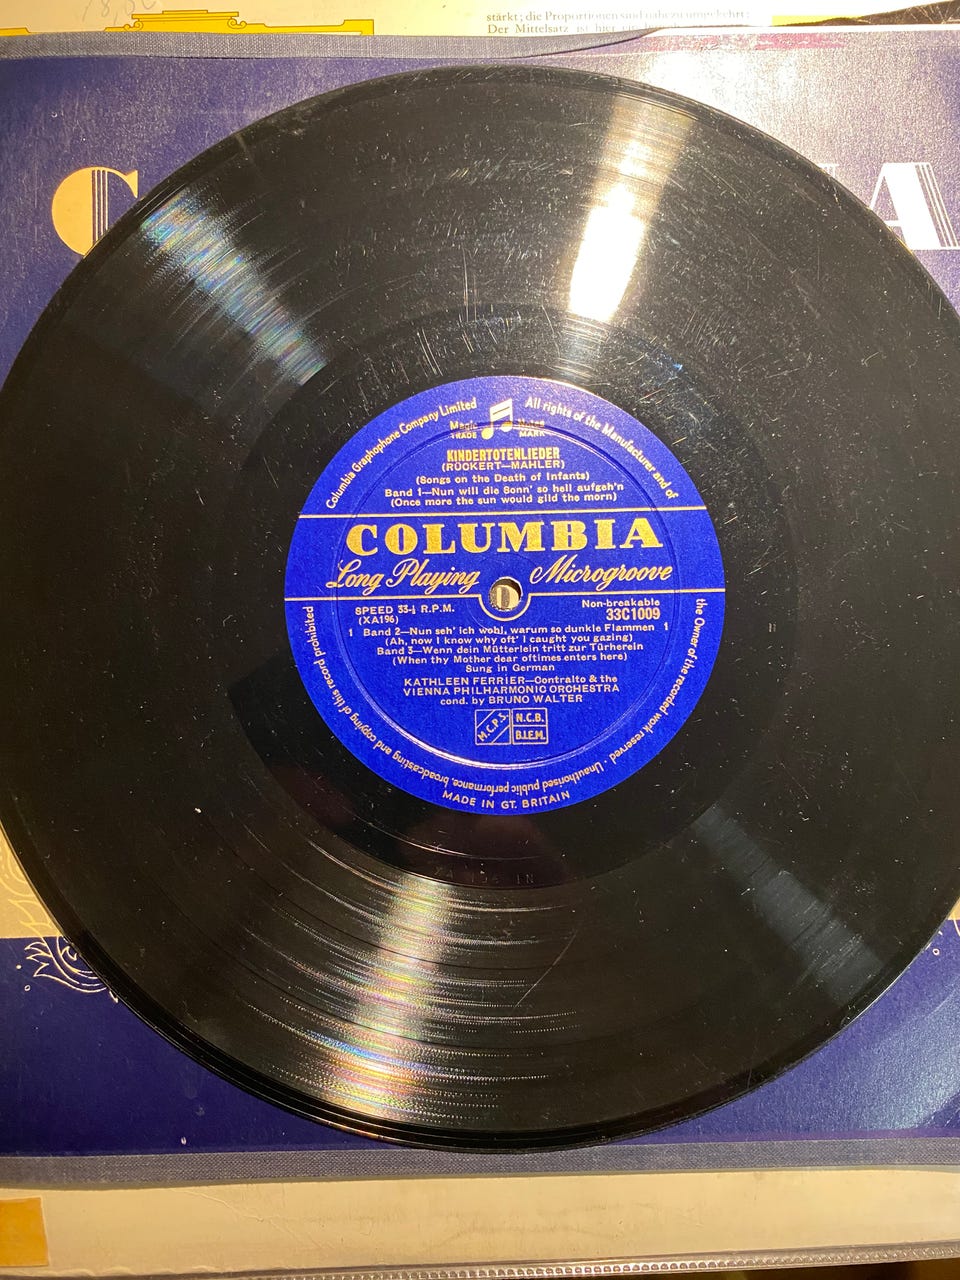 stärkt; die Proportionen sind nahezu umgekehrt:
Der Mittelsatz ist hier
C A
Columbia Graphophone Company Limited
All rights of the Manufacturer and of
the Owner of the recorded work reserved · Unauthorised public performance, broadcasting and copying of this record prohibited
Magic Notes
TRADE MARK
KINDERTOTENLIEDER
(RÜCKERT—MAHLER)
(Songs on the Death of Infants)
Band 1—Nun will die Sonn' so hell aufgeh'n
(Once more the sun would gild the morn)
COLUMBIA
Long Playing Microgroove
SPEED 33⅓ R.P.M. Non-breakable
(XA196) 33C1009
1 Band 2—Nun seh' ich wohl, warum so dunkle Flammen 1
(Ah, now I know why oft' I caught you gazing)
Band 3—Wenn dein Mütterlein tritt zur Türherein
(When thy Mother dear oftimes enters here)
Sung in German
KATHLEEN FERRIER—Contralto & the
VIENNA PHILHARMONIC ORCHESTRA
cond. by BRUNO WALTER
M.C.P.S. N.C.B.
B.I.E.M.
MADE IN GT. BRITAIN